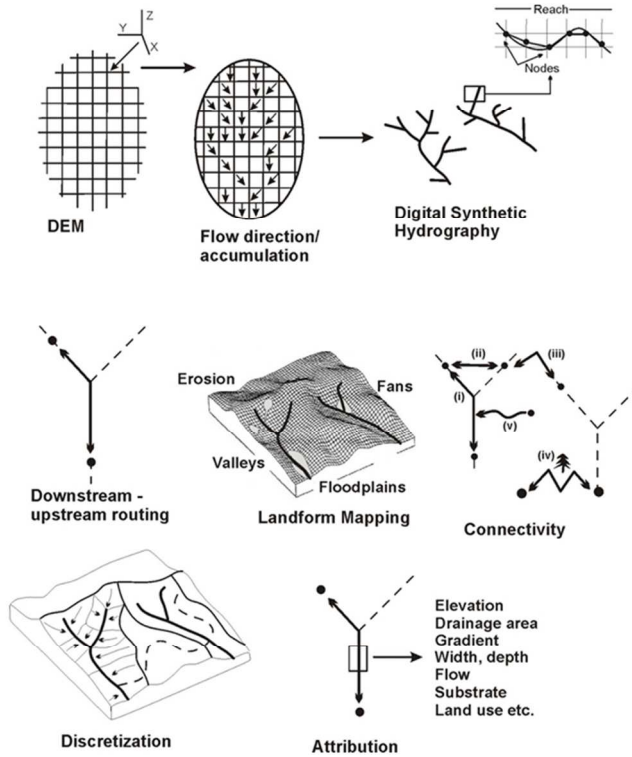 Reach
Nodes
Z
Y
X
DEM
Flow direction/
accumulation
Digital Synthetic
Hydrography
Downstream -
upstream routing
Erosion
Fans
Valleys
Floodplains
Landform Mapping
(i)
(ii)
(iii)
(v)
(iv)
Connectivity
Discretization
Attribution
Elevation
Drainage area
Gradient
Width, depth
Flow
Substrate
Land use etc.